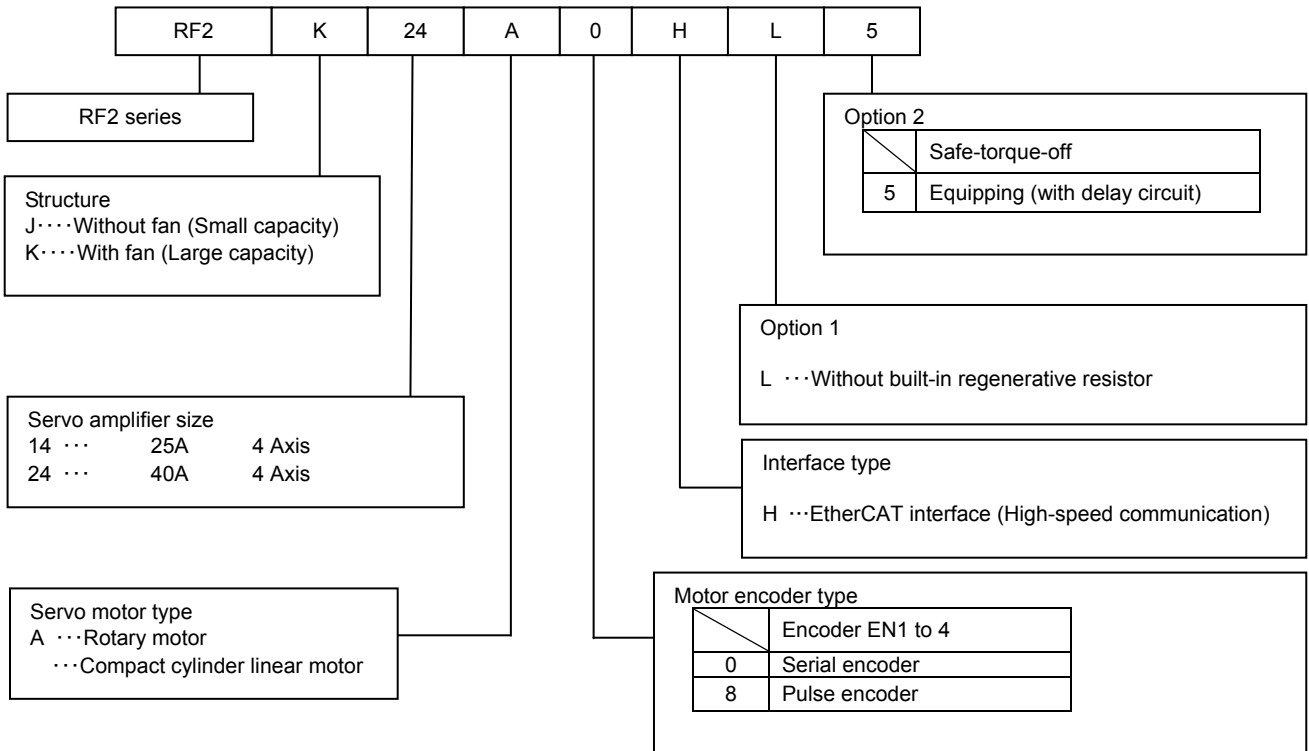 RF2 K 24 A 0 H L 5
RF2 series
Structure
J････Without fan (Small capacity)
K････With fan (Large capacity)
Servo amplifier size
14 ･･･ 25A 4 Axis
24 ･･･ 40A 4 Axis
Servo motor type
A ･･･Rotary motor
･･･Compact cylinder linear motor
Option 2
Safe-torque-off
5 Equipping (with delay circuit)
Option 1
L ･･･Without built-in regenerative resistor
Interface type
H ･･･EtherCAT interface (High-speed communication)
Motor encoder type
Encoder EN1 to 4
0 Serial encoder
8 Pulse encoder